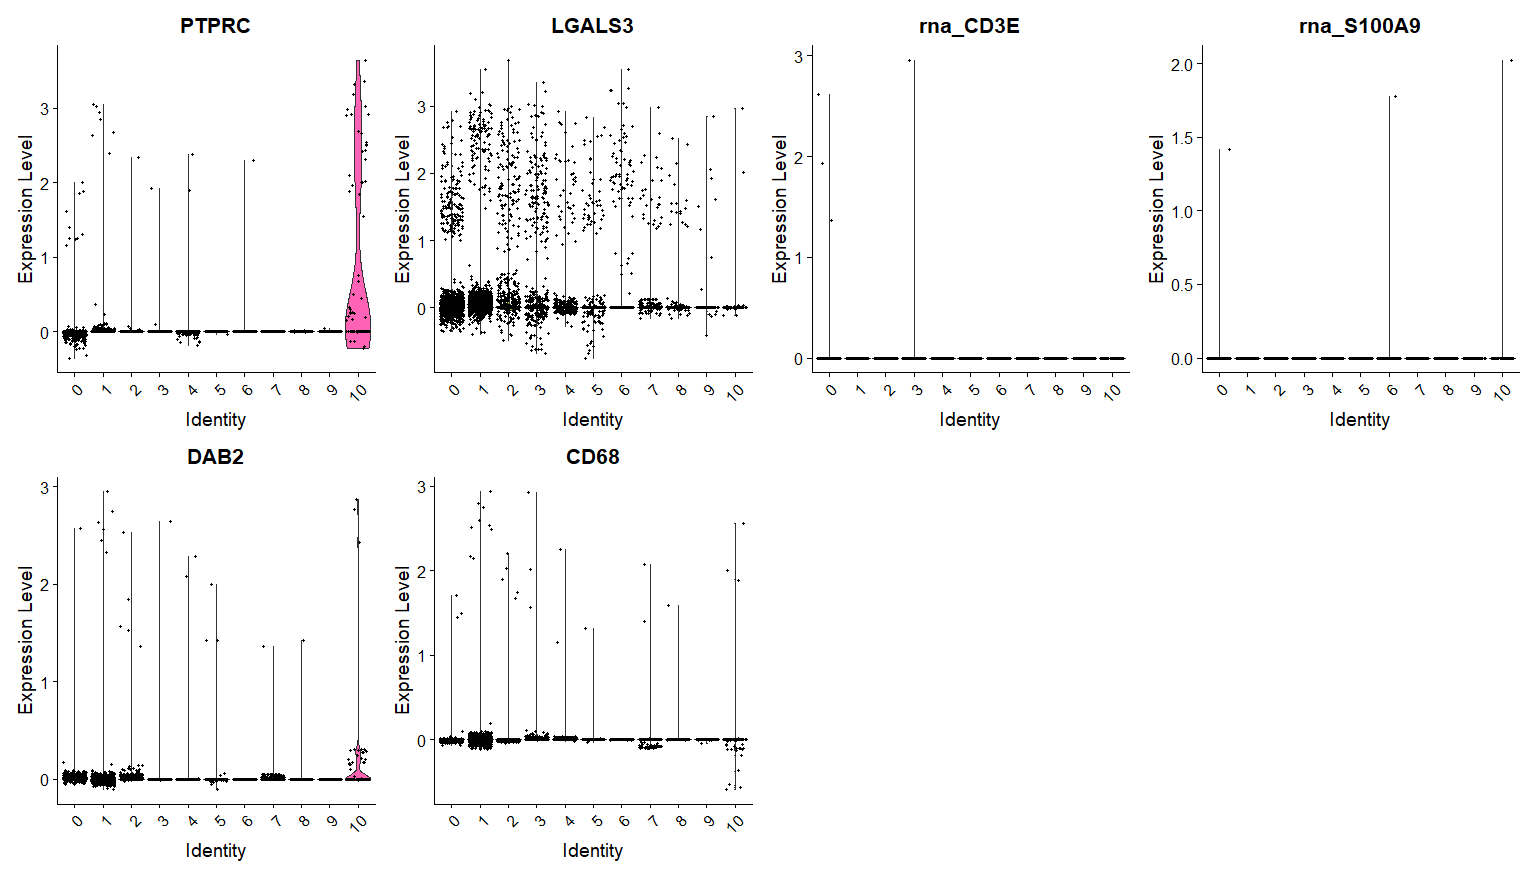 PTPRC
LGALS3
rna_CD3E
rna_S100A9
Expression Level
3
2
1
0
0 1 2 3 4 5 6 7 8 9 10
Identity
Expression Level
3
2
1
0
0 1 2 3 4 5 6 7 8 9 10
Identity
Expression Level
3
2
1
0
0 1 2 3 4 5 6 7 8 9 10
Identity
Expression Level
2.0
1.5
1.0
0.5
0.0
0 1 2 3 4 5 6 7 8 9 10
Identity
DAB2
CD68
Expression Level
3
2
1
0
0 1 2 3 4 5 6 7 8 9 10
Identity
Expression Level
3
2
1
0
0 1 2 3 4 5 6 7 8 9 10
Identity